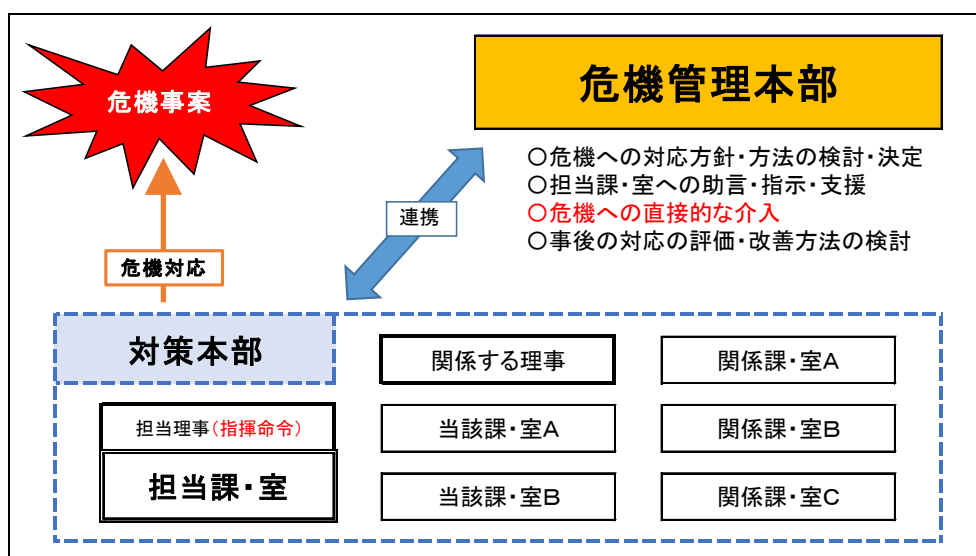 危機事案
危機管理本部
〇危機への対応方針・方法の検討・決定
〇担当課・室への助言・指示・支援
〇危機への直接的な介入
〇事後の対応の評価・改善方法の検討
連携
危機対応
対策本部
関係する理事
関係課・室A
担当理事(指揮命令)
当該課・室A
関係課・室B
担当課・室
当該課・室B
関係課・室C